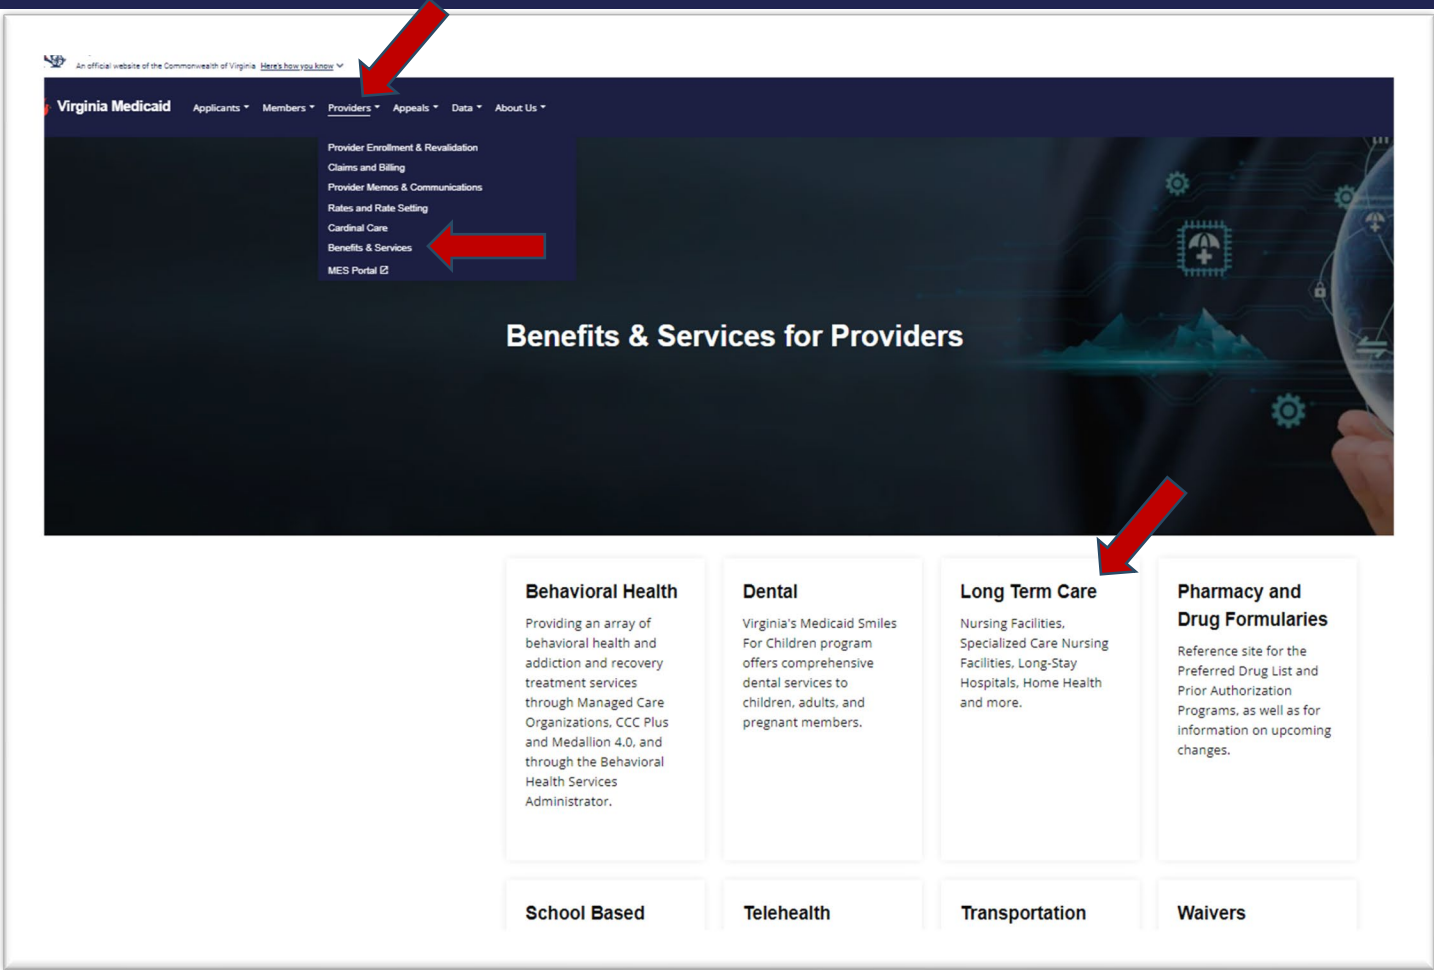 An official website of the Commonwealth of Virginia Here's how you know
Virginia Medicaid Applicants Members Providers Appeals Data About Us
Provider Enrollment & Revalidation
Claims and Billing
Provider Memos & Communications
Rates and Rate Setting
Cardinal Care
Benefits & Services
MES Portal
Benefits & Services for Providers
Behavioral Health
Providing an array of
behavioral health and
addiction and recovery
treatment services
through Managed Care
Organizations, CCC Plus
and Medallion 4.0, and
through the Behavioral
Health Services
Administrator.
Dental
Virginia's Medicaid Smiles
For Children program
offers comprehensive
dental services to
children, adults, and
pregnant members.
Long Term Care
Nursing Facilities,
Specialized Care Nursing
Facilities, Long-Stay
Hospitals, Home Health
and more.
Pharmacy and
Drug Formularies
Reference site for the
Preferred Drug List and
Prior Authorization
Programs, as well as for
information on upcoming
changes.
School Based
Telehealth
Transportation
Waivers